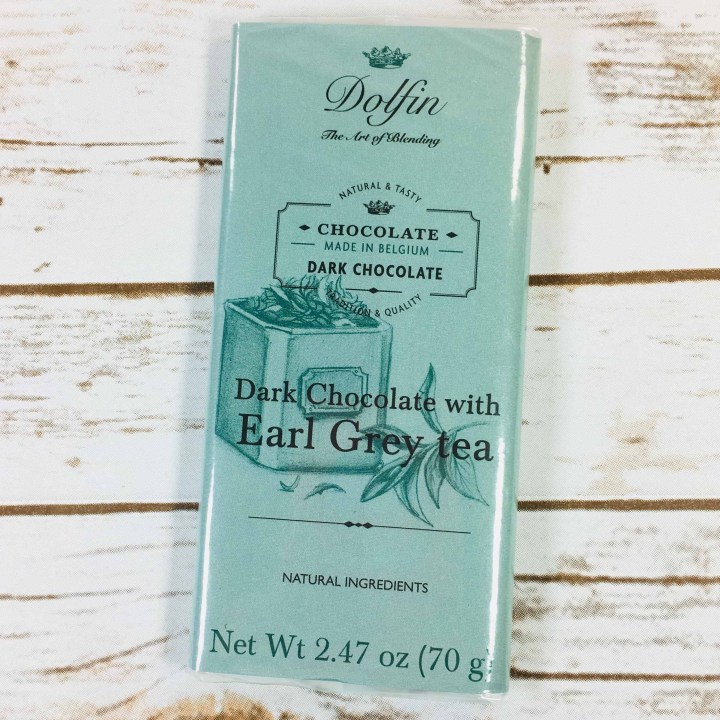 Dolfin
The Art of Blending
NATURAL & TASTY
CHOCOLATE
MADE IN BELGIUM
DARK CHOCOLATE
TRADITION & QUALITY
Dark Chocolate with
Earl Grey tea
NATURAL INGREDIENTS
Net Wt 2.47 oz (70 g)